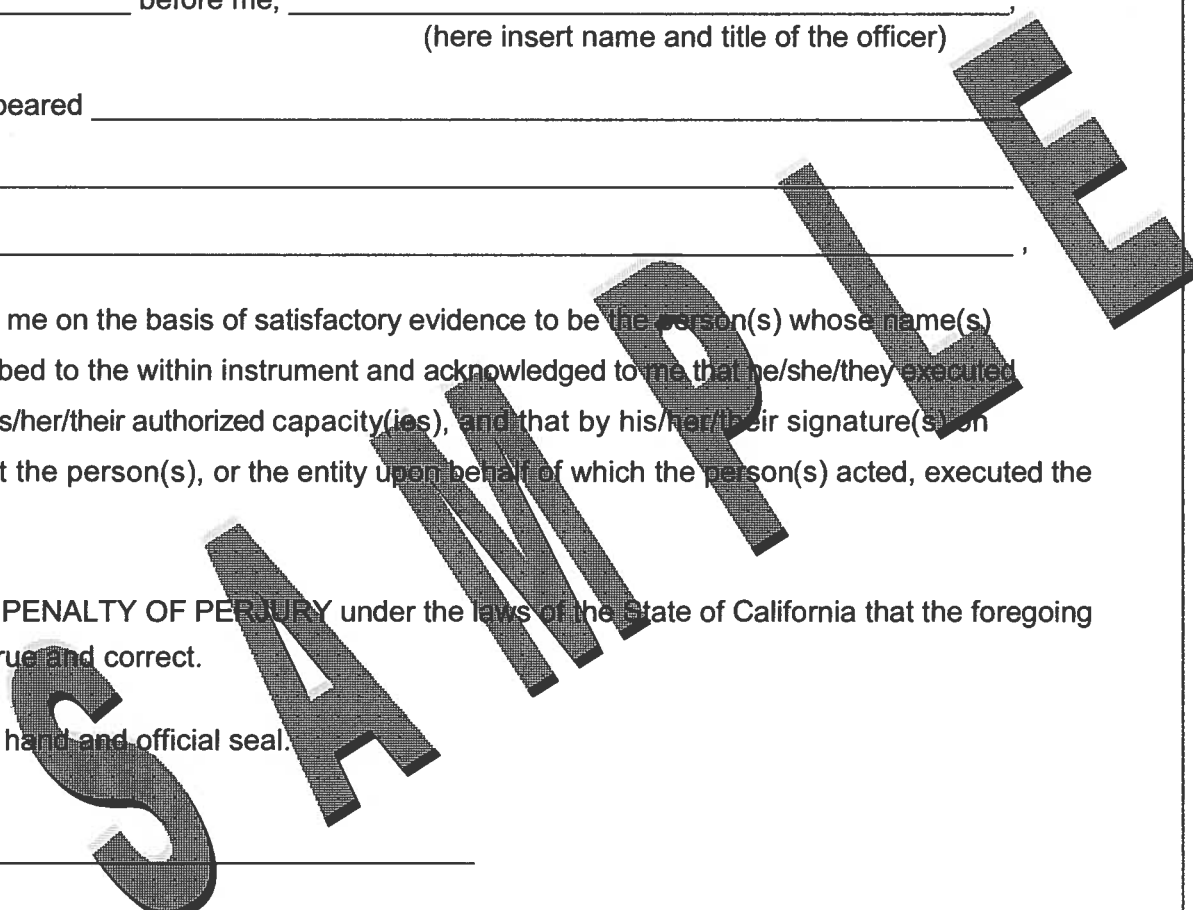 before me, ,
(here insert name and title of the officer)
peared
,
me on the basis of satisfactory evidence to be the person(s) whose name(s)
bed to the within instrument and acknowledged to me that he/she/they executed
s/her/their authorized capacity(ies), and that by his/her/their signature(s) on
t the person(s), or the entity upon behalf of which the person(s) acted, executed the
PENALTY OF PERJURY under the laws of the State of California that the foregoing
rue and correct.
hand and official seal.
SAMPLE